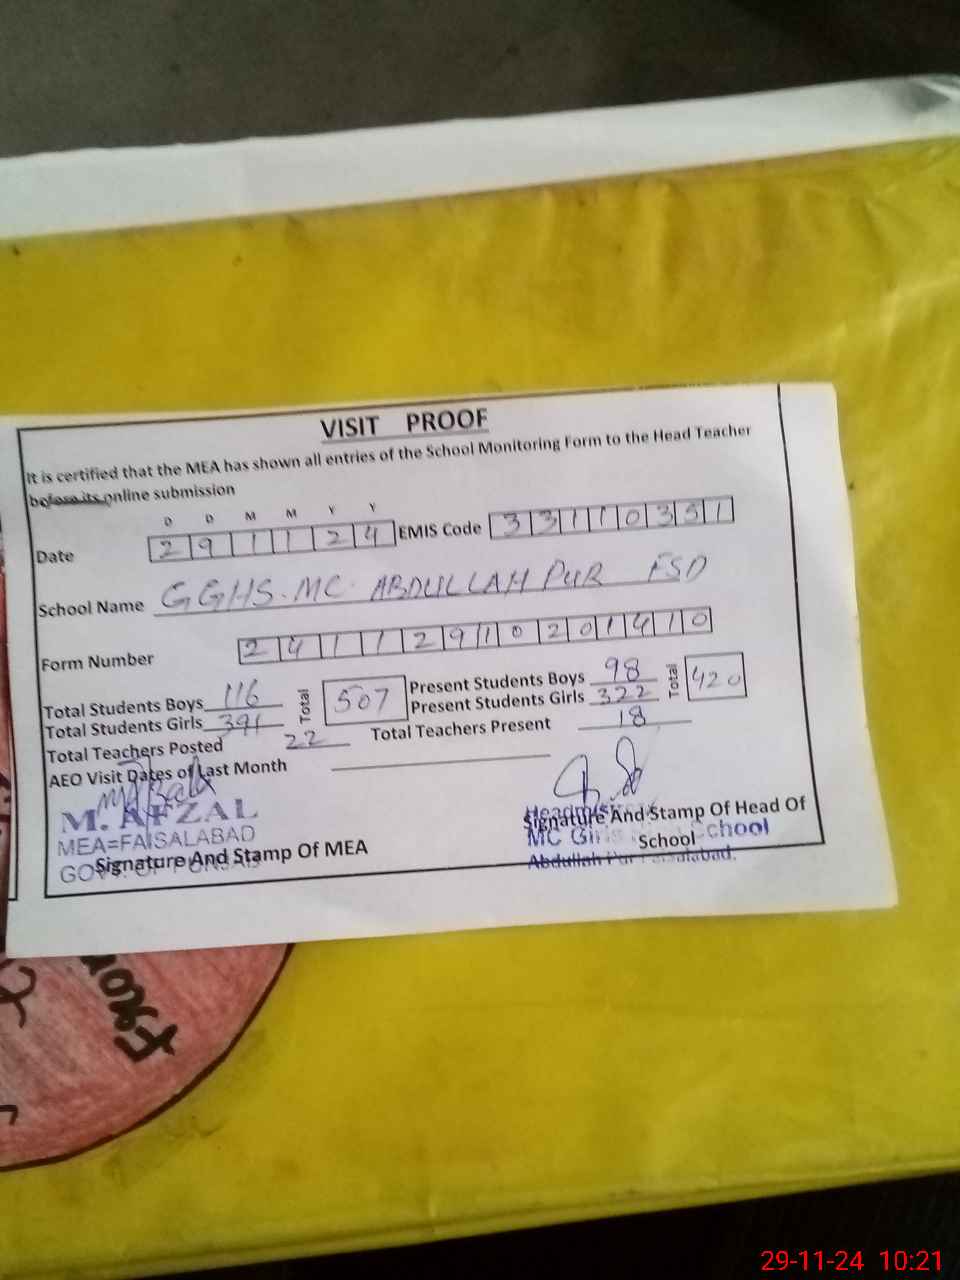 VISIT PROOF
It is certified that the MEA has shown all entries of the School Monitoring Form to the Head Teacher
before its online submission
D D M M Y Y
Date 2 9 1 1 2 4 EMIS Code 3 3 1 1 0 3 5 1
School Name GGHS. MC. ABDULLAH PUR FSD
Form Number 2 4 1 1 2 9 1 0 2 0 1 4 1 0
Total Students Boys 116 Total 507 Present Students Boys 98 Total 420
Total Students Girls 391 Present Students Girls 322
Total Teachers Posted 22 Total Teachers Present 18
AEO Visit Dates of Last Month
M. AFZAL
MEA=FAISALABAD
GOVT. OF PUNJAB
Signature And Stamp Of MEA
Signature And Stamp Of Head Of
School
MC Girls School
Abdullah Pur Faisalabad.
29-11-24 10:21